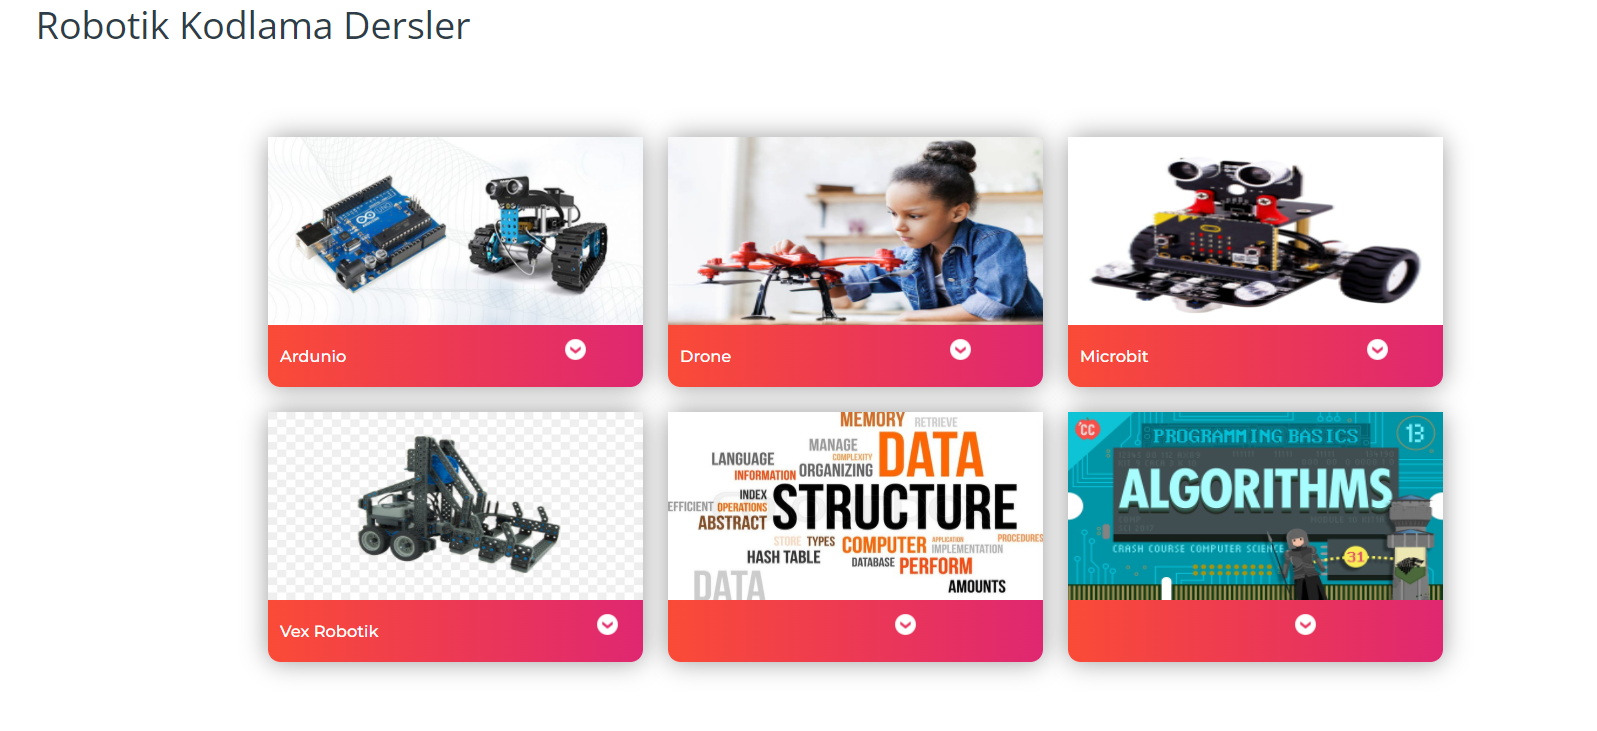 Robotik Kodlama Dersler
UNO
Ardunio
Drone
Microbit
Vex Robotik
MEMORY RETRIEVE
MANAGE
DATA
LANGUAGE
COMPLEXITY
INFORMATION ORGANIZING
INDEX
STRUCTURE
EFFICIENT OPERATIONS
ABSTRACT
STORE TYPES COMPUTER APPLICATION PROCEDURES
IMPLEMENTATION
HASH TABLE
DATABASE PERFORM
DATA
AMOUNTS
CC
PROGRAMMING BASICS
13
ALGORITHMS
CRASH COURSE COMPUTER SCIENCE
31